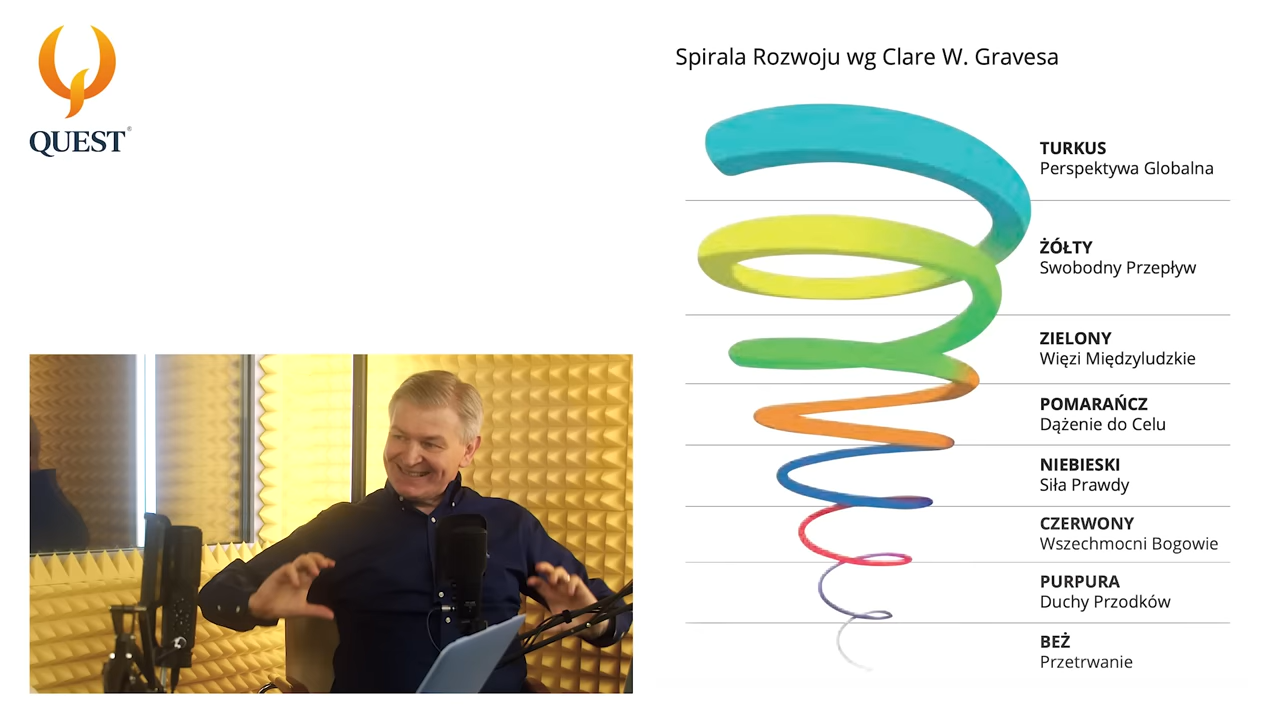 QUEST®
Spirala Rozwoju wg Clare W. Gravesa
TURKUS
Perspektywa Globalna
ŻÓŁTY
Swobodny Przepływ
ZIELONY
Więzi Międzyludzkie
POMARAŃCZ
Dążenie do Celu
NIEBIESKI
Siła Prawdy
CZERWONY
Wszechmocni Bogowie
PURPURA
Duchy Przodków
BEŻ
Przetrwanie